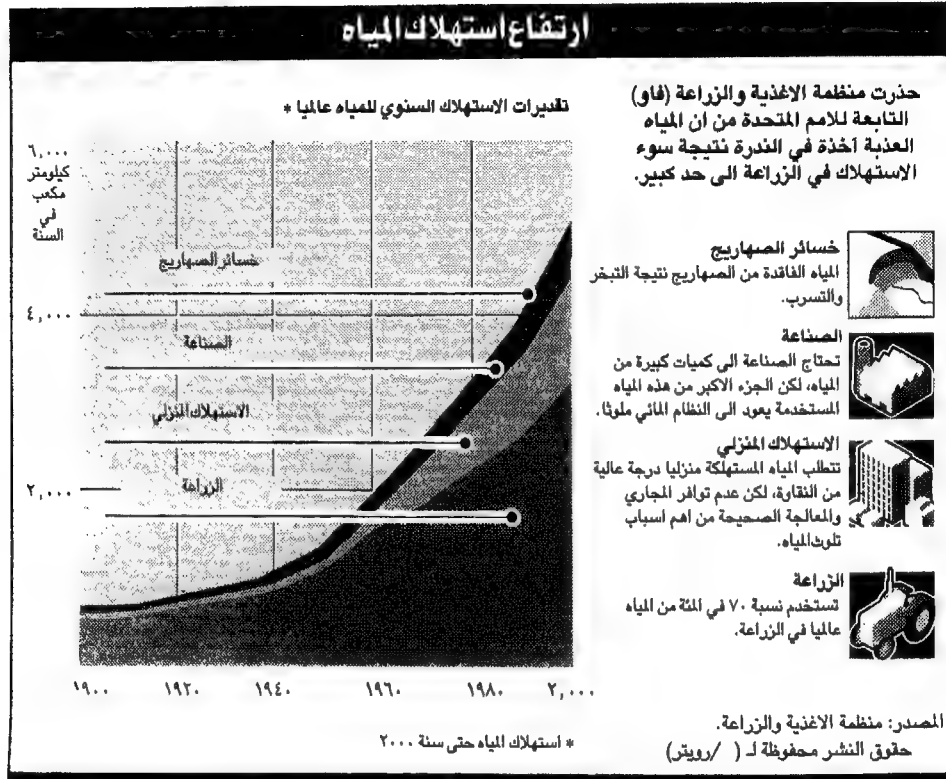 ارتفاع استهلاك المياه
حذرت منظمة الاغذية والزراعة (فاو)
التابعة للامم المتحدة من ان المياه
العذبة آخذة في الندرة نتيجة سوء
الاستهلاك في الزراعة الى حد كبير.
خسائر الصهاريج
المياه الفاقدة من الصهاريج نتيجة التبخر
والتسرب.
الصناعة
تحتاج الصناعة الى كميات كبيرة من
المياه، لكن الجزء الاكبر من هذه المياه
المستخدمة يعود الى النظام المائي ملوثا.
الاستهلاك المنزلي
تتطلب المياه المستهلكة منزليا درجة عالية
من النقاوة، لكن عدم توافر المجاري
والمعالجة الصحيحة من اهم اسباب
تلوث المياه.
الزراعة
تستخدم نسبة ٧٠ في المئة من المياه
عالميا في الزراعة.
المصدر: منظمة الاغذية والزراعة.
حقوق النشر محفوظة لـ ( /رويتر)
تقديرات الاستهلاك السنوي للمياه عالميا *
٦,٠٠٠
كيلومتر
مكعب
في
السنة
خسائر الصهاريج
٤,٠٠٠
الصناعة
الاستهلاك المنزلي
الزراعة
٢,٠٠٠
١٩٠٠ ١٩٢٠ ١٩٤٠ ١٩٦٠ ١٩٨٠ ٢,٠٠٠
* استهلاك المياه حتى سنة ٢٠٠٠